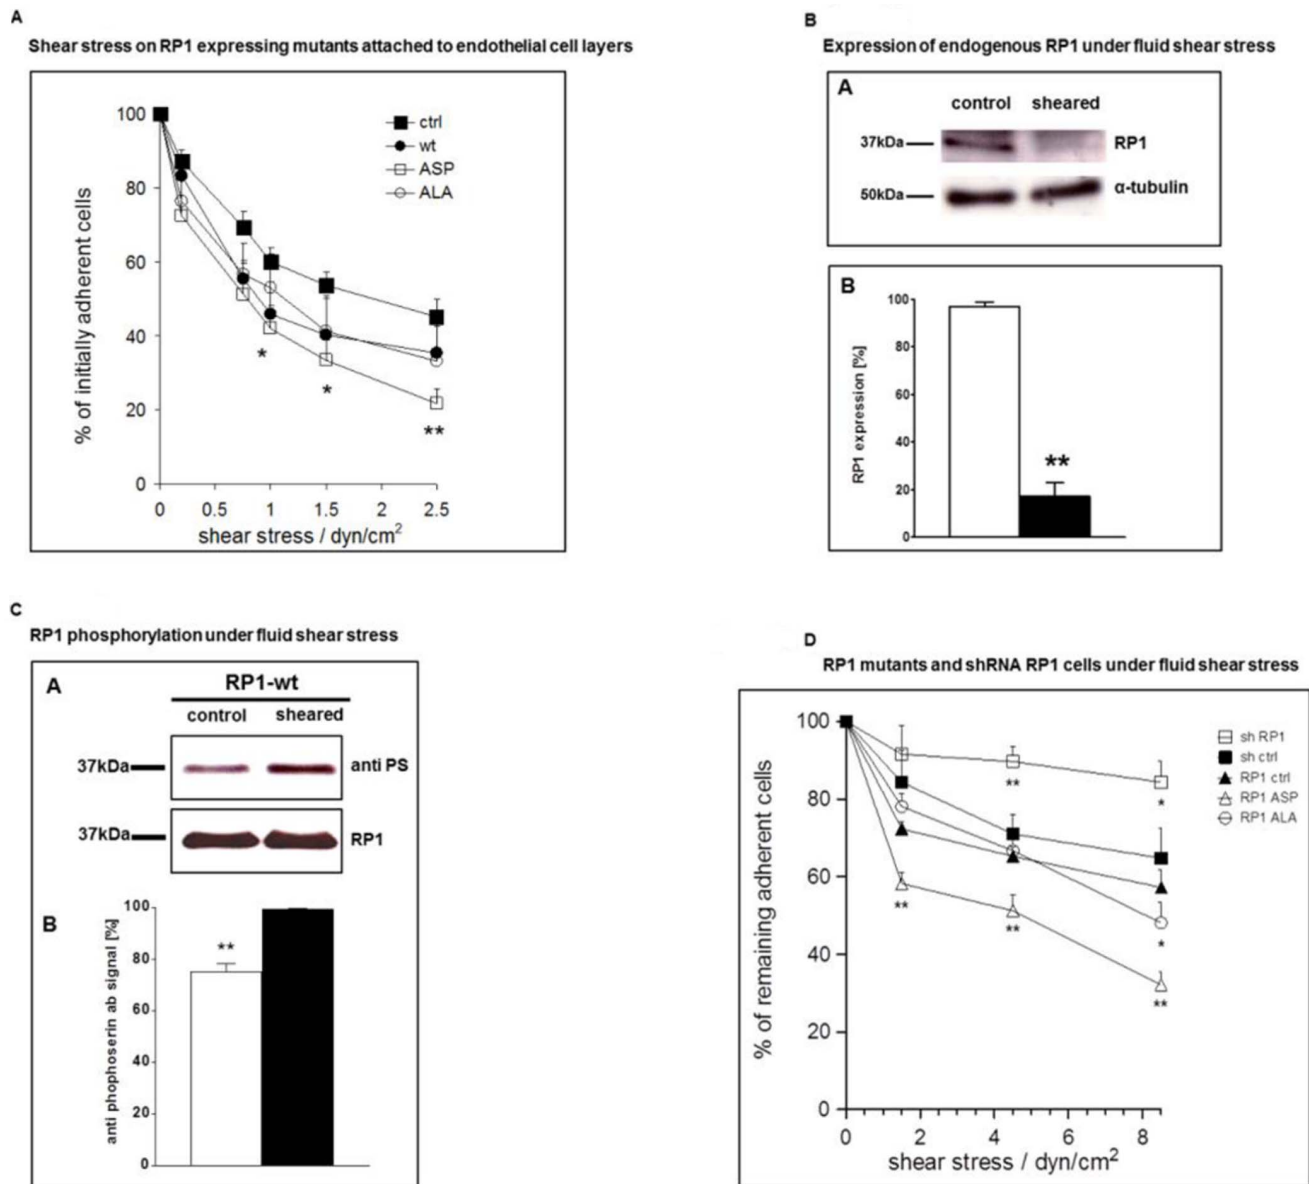 A
Shear stress on RP1 expressing mutants attached to endothelial cell layers
% of initially adherent cells
100
80
60
40
20
0
ctrl
wt
ASP
ALA
*
*
**
0 0.5 1 1.5 2 2.5
shear stress / dyn/cm²
B
Expression of endogenous RP1 under fluid shear stress
A
control sheared
37kDa RP1
50kDa α-tubulin
B
RP1 expression [%]
100
80
60
40
20
0
**
C
RP1 phosphorylation under fluid shear stress
A
RP1-wt
control sheared
37kDa anti PS
37kDa RP1
B
anti phophoserin ab signal [%]
100
80
60
40
20
0
**
D
RP1 mutants and shRNA RP1 cells under fluid shear stress
% of remaining adherent cells
100
80
60
40
20
0
sh RP1
sh ctrl
RP1 ctrl
RP1 ASP
RP1 ALA
**
*
**
**
*
**
0 2 4 6 8
shear stress / dyn/cm²